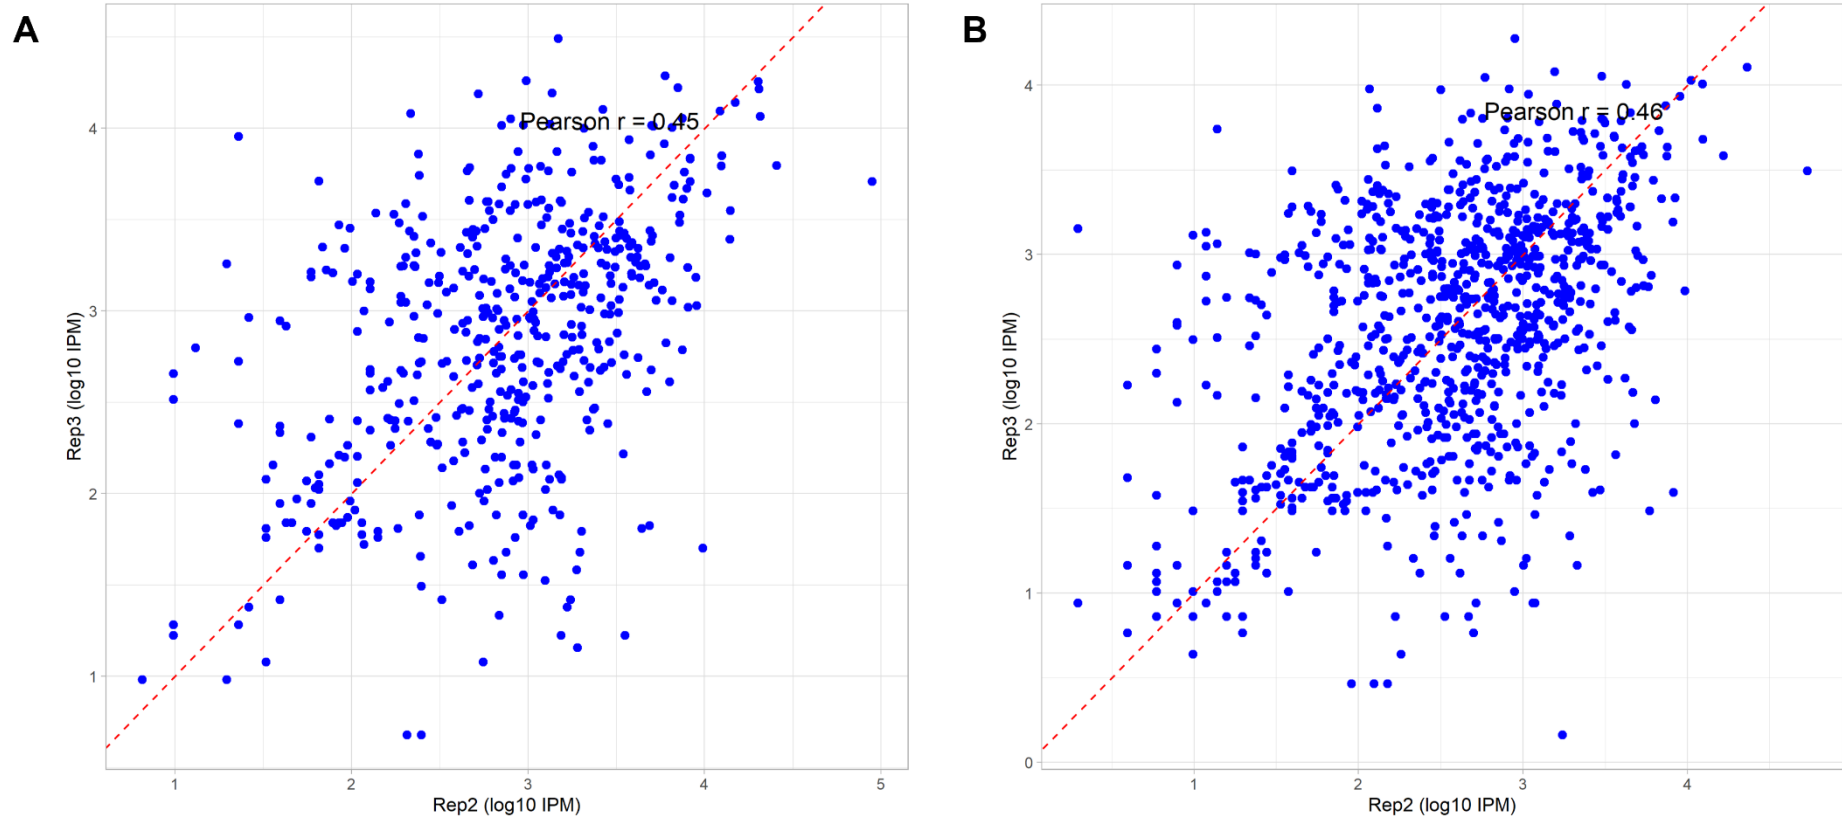 A
Pearson r = 0.45
4
3
2
1
1 2 3 4 5
Rep2 (log10 IPM)
Rep3 (log10 IPM)
B
Pearson r = 0.46
4
3
2
1
0
1 2 3 4
Rep2 (log10 IPM)
Rep3 (log10 IPM)